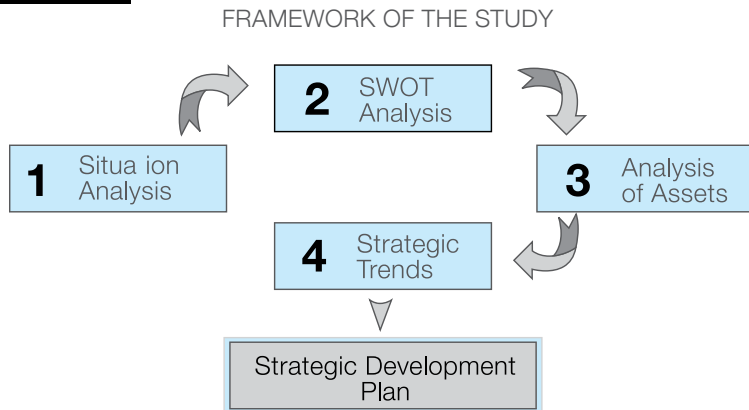 FRAMEWORK OF THE STUDY
1 Situa ion
Analysis
2 SWOT
Analysis
3 Analysis
of Assets
4 Strategic
Trends
Strategic Development
Plan